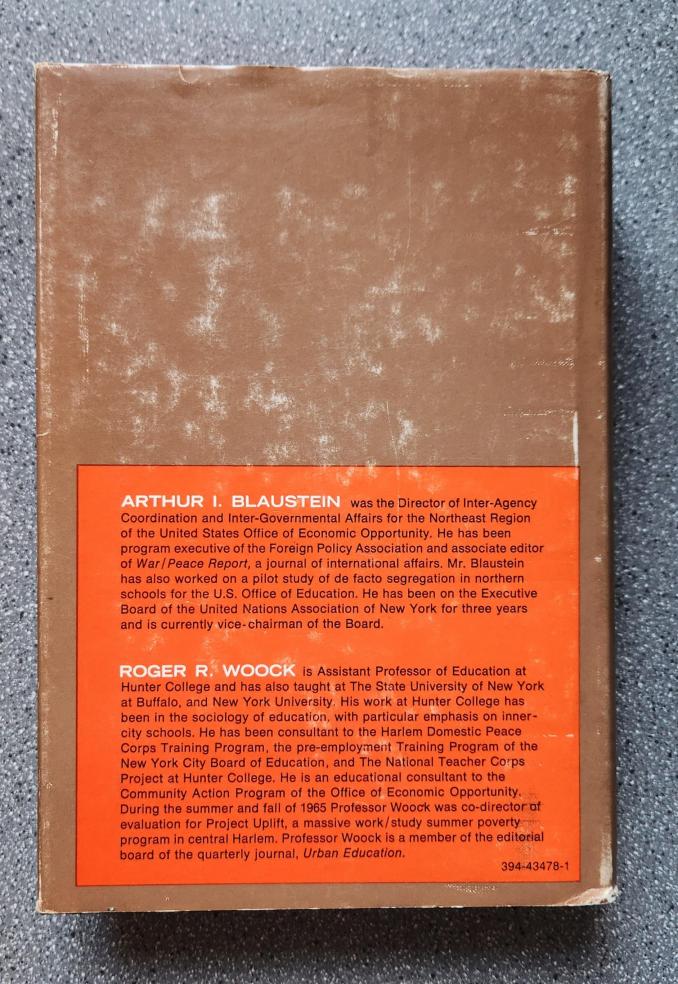 ARTHUR I. BLAUSTEIN was the Director of Inter-Agency
Coordination and Inter-Governmental Affairs for the Northeast Region
of the United States Office of Economic Opportunity. He has been
program executive of the Foreign Policy Association and associate editor
of War/Peace Report, a journal of international affairs. Mr. Blaustein
has also worked on a pilot study of de facto segregation in northern
schools for the U.S. Office of Education. He has been on the Executive
Board of the United Nations Association of New York for three years
and is currently vice-chairman of the Board.
ROGER R. WOOCK is Assistant Professor of Education at
Hunter College and has also taught at The State University of New York
at Buffalo, and New York University. His work at Hunter College has
been in the sociology of education, with particular emphasis on inner-
city schools. He has been consultant to the Harlem Domestic Peace
Corps Training Program, the pre-employment Training Program of the
New York City Board of Education, and The National Teacher Corps
Project at Hunter College. He is an educational consultant to the
Community Action Program of the Office of Economic Opportunity.
During the summer and fall of 1965 Professor Woock was co-director of
evaluation for Project Uplift, a massive work/study summer poverty
program in central Harlem. Professor Woock is a member of the editorial
board of the quarterly journal, Urban Education.
394-43478-1